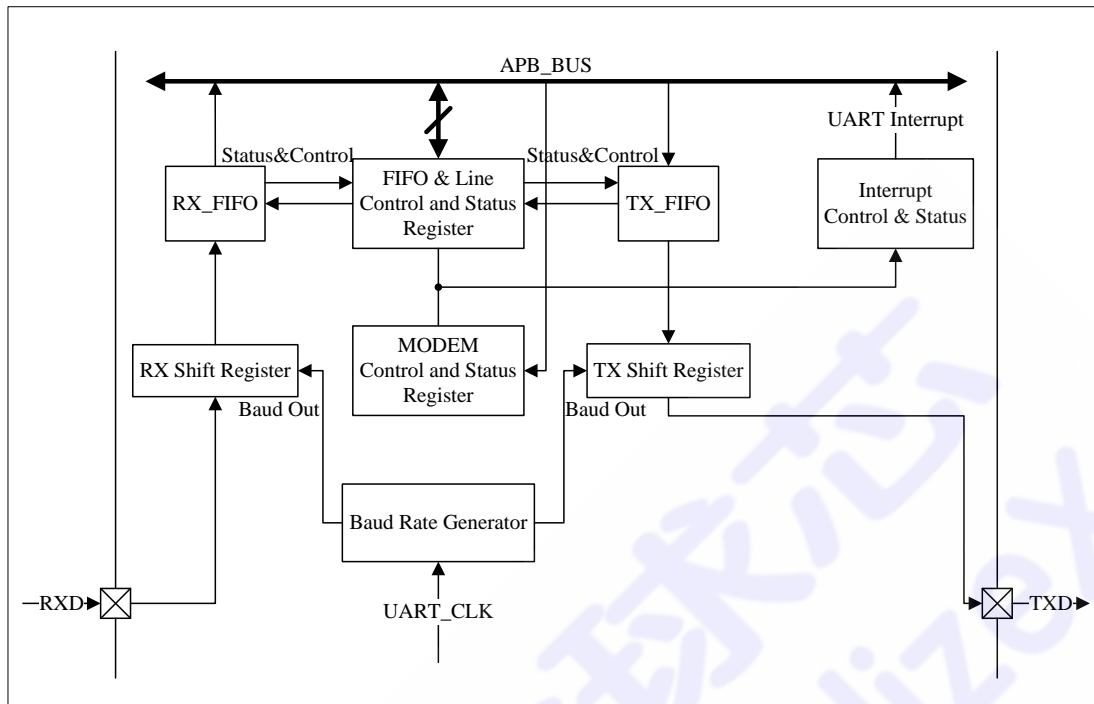 APB_BUS
UART Interrupt
Status&Control
Status&Control
RX_FIFO
FIFO & Line
Control and Status
Register
TX_FIFO
Interrupt
Control & Status
RX Shift Register
MODEM
Control and Status
Register
TX Shift Register
Baud Out
Baud Out
Baud Rate Generator
RXD
UART_CLK
TXD
球芯